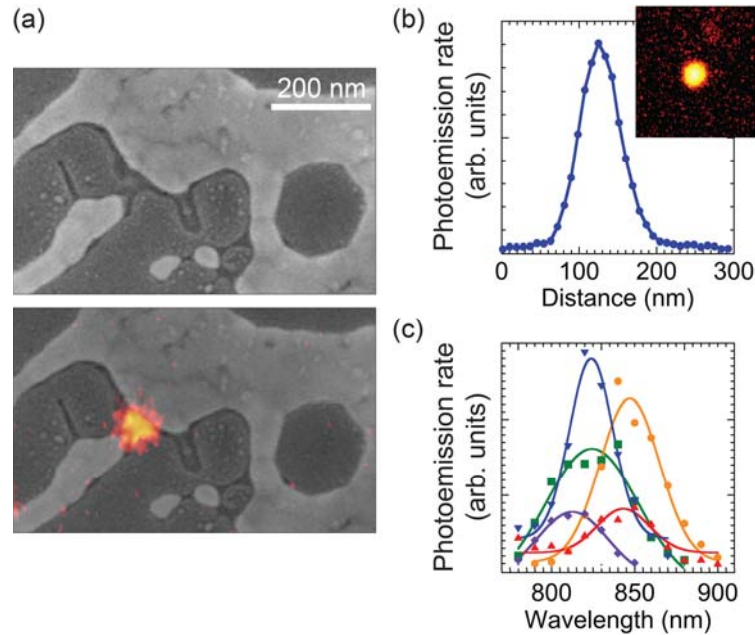 (a)
200 nm
(b)
Photoemission rate
(arb. units)
0 100 200 300
Distance (nm)
(c)
Photoemission rate
(arb. units)
800 850 900
Wavelength (nm)